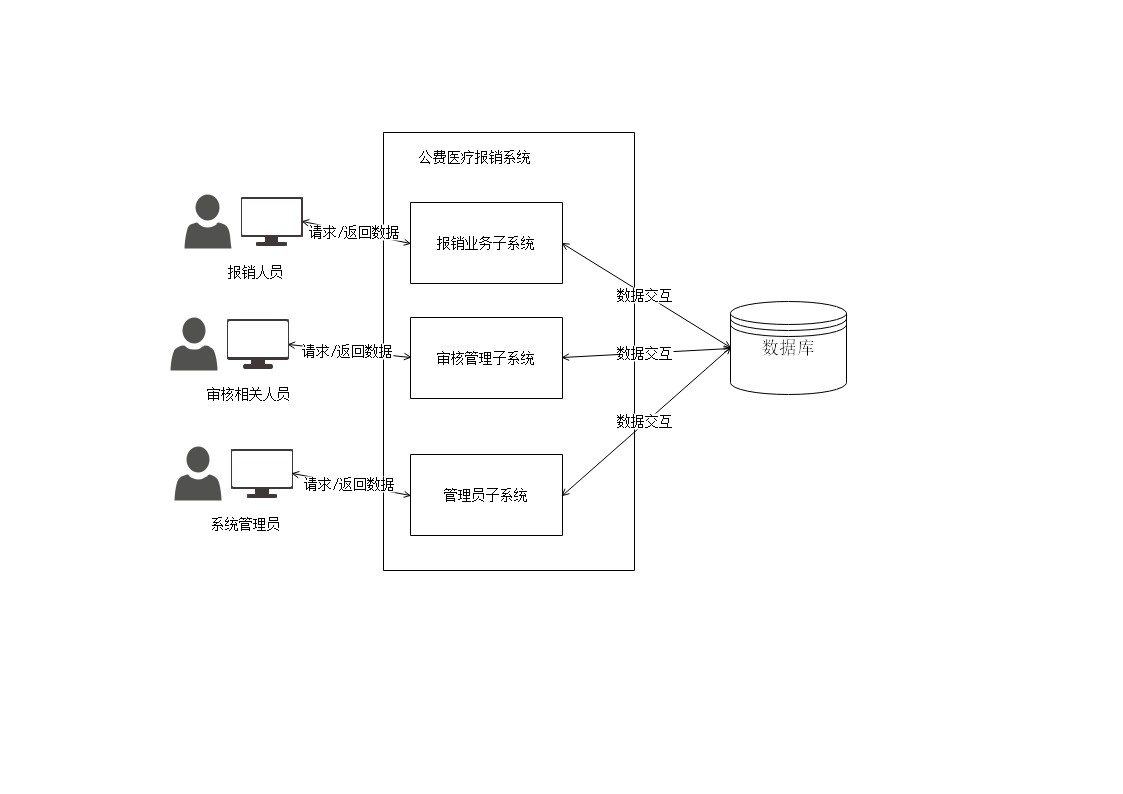 公费医疗报销系统
请求/返回数据
报销业务子系统
报销人员
数据交互
请求/返回数据
审核管理子系统
数据交互
数据库
审核相关人员
数据交互
请求/返回数据
管理员子系统
系统管理员